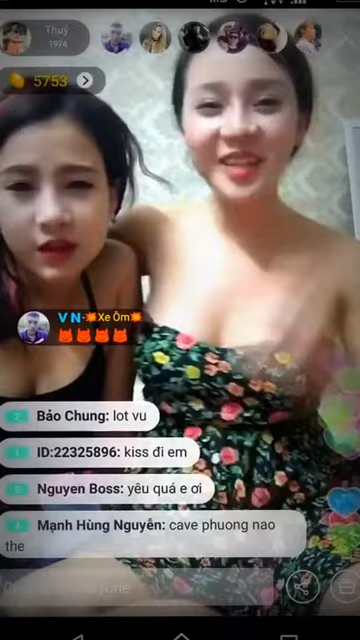 Thuý
1974
5753
VN-💥Xe Ôm💥
Bảo Chung: lot vu
ID:22325896: kiss đi em
Nguyen Boss: yêu quá e ơi
Mạnh Hùng Nguyễn: cave phuong nao
the